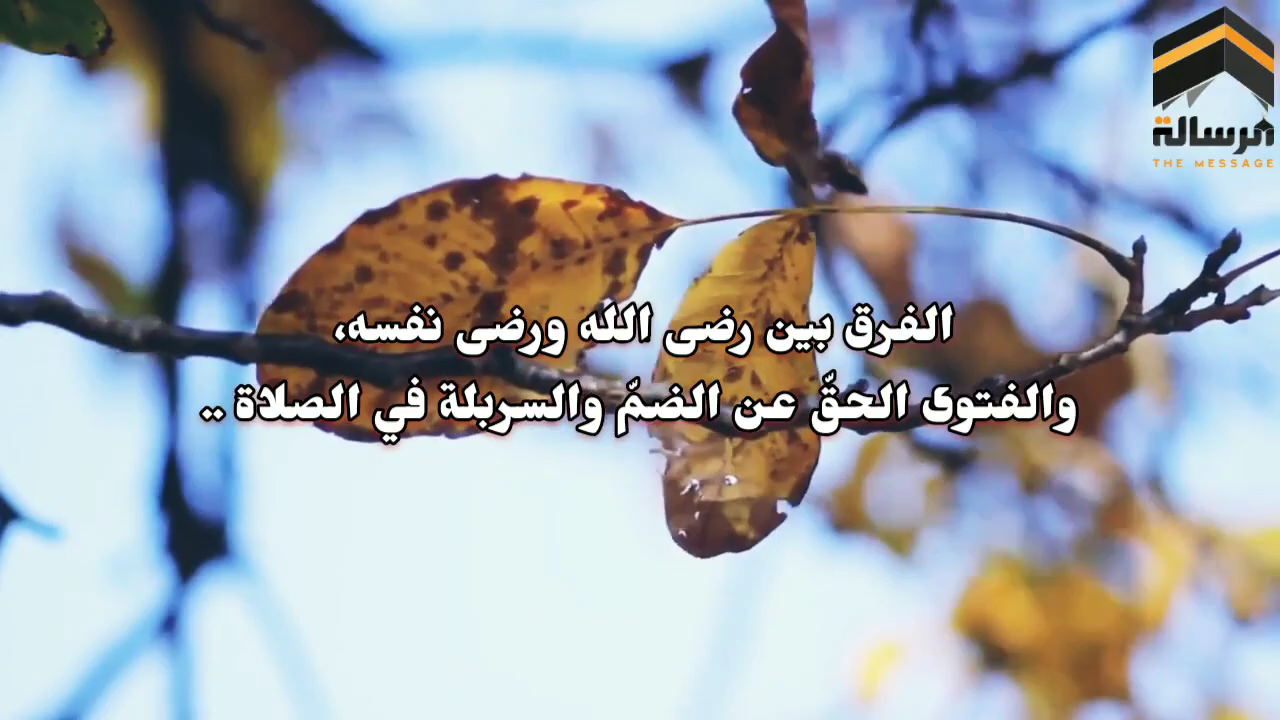 الرسالة
THE MESSAGE
الفرق بين رضى الله ورضى نفسه،
والفتوى الحقّ عن الضمّ والسربلة في الصلاة ..